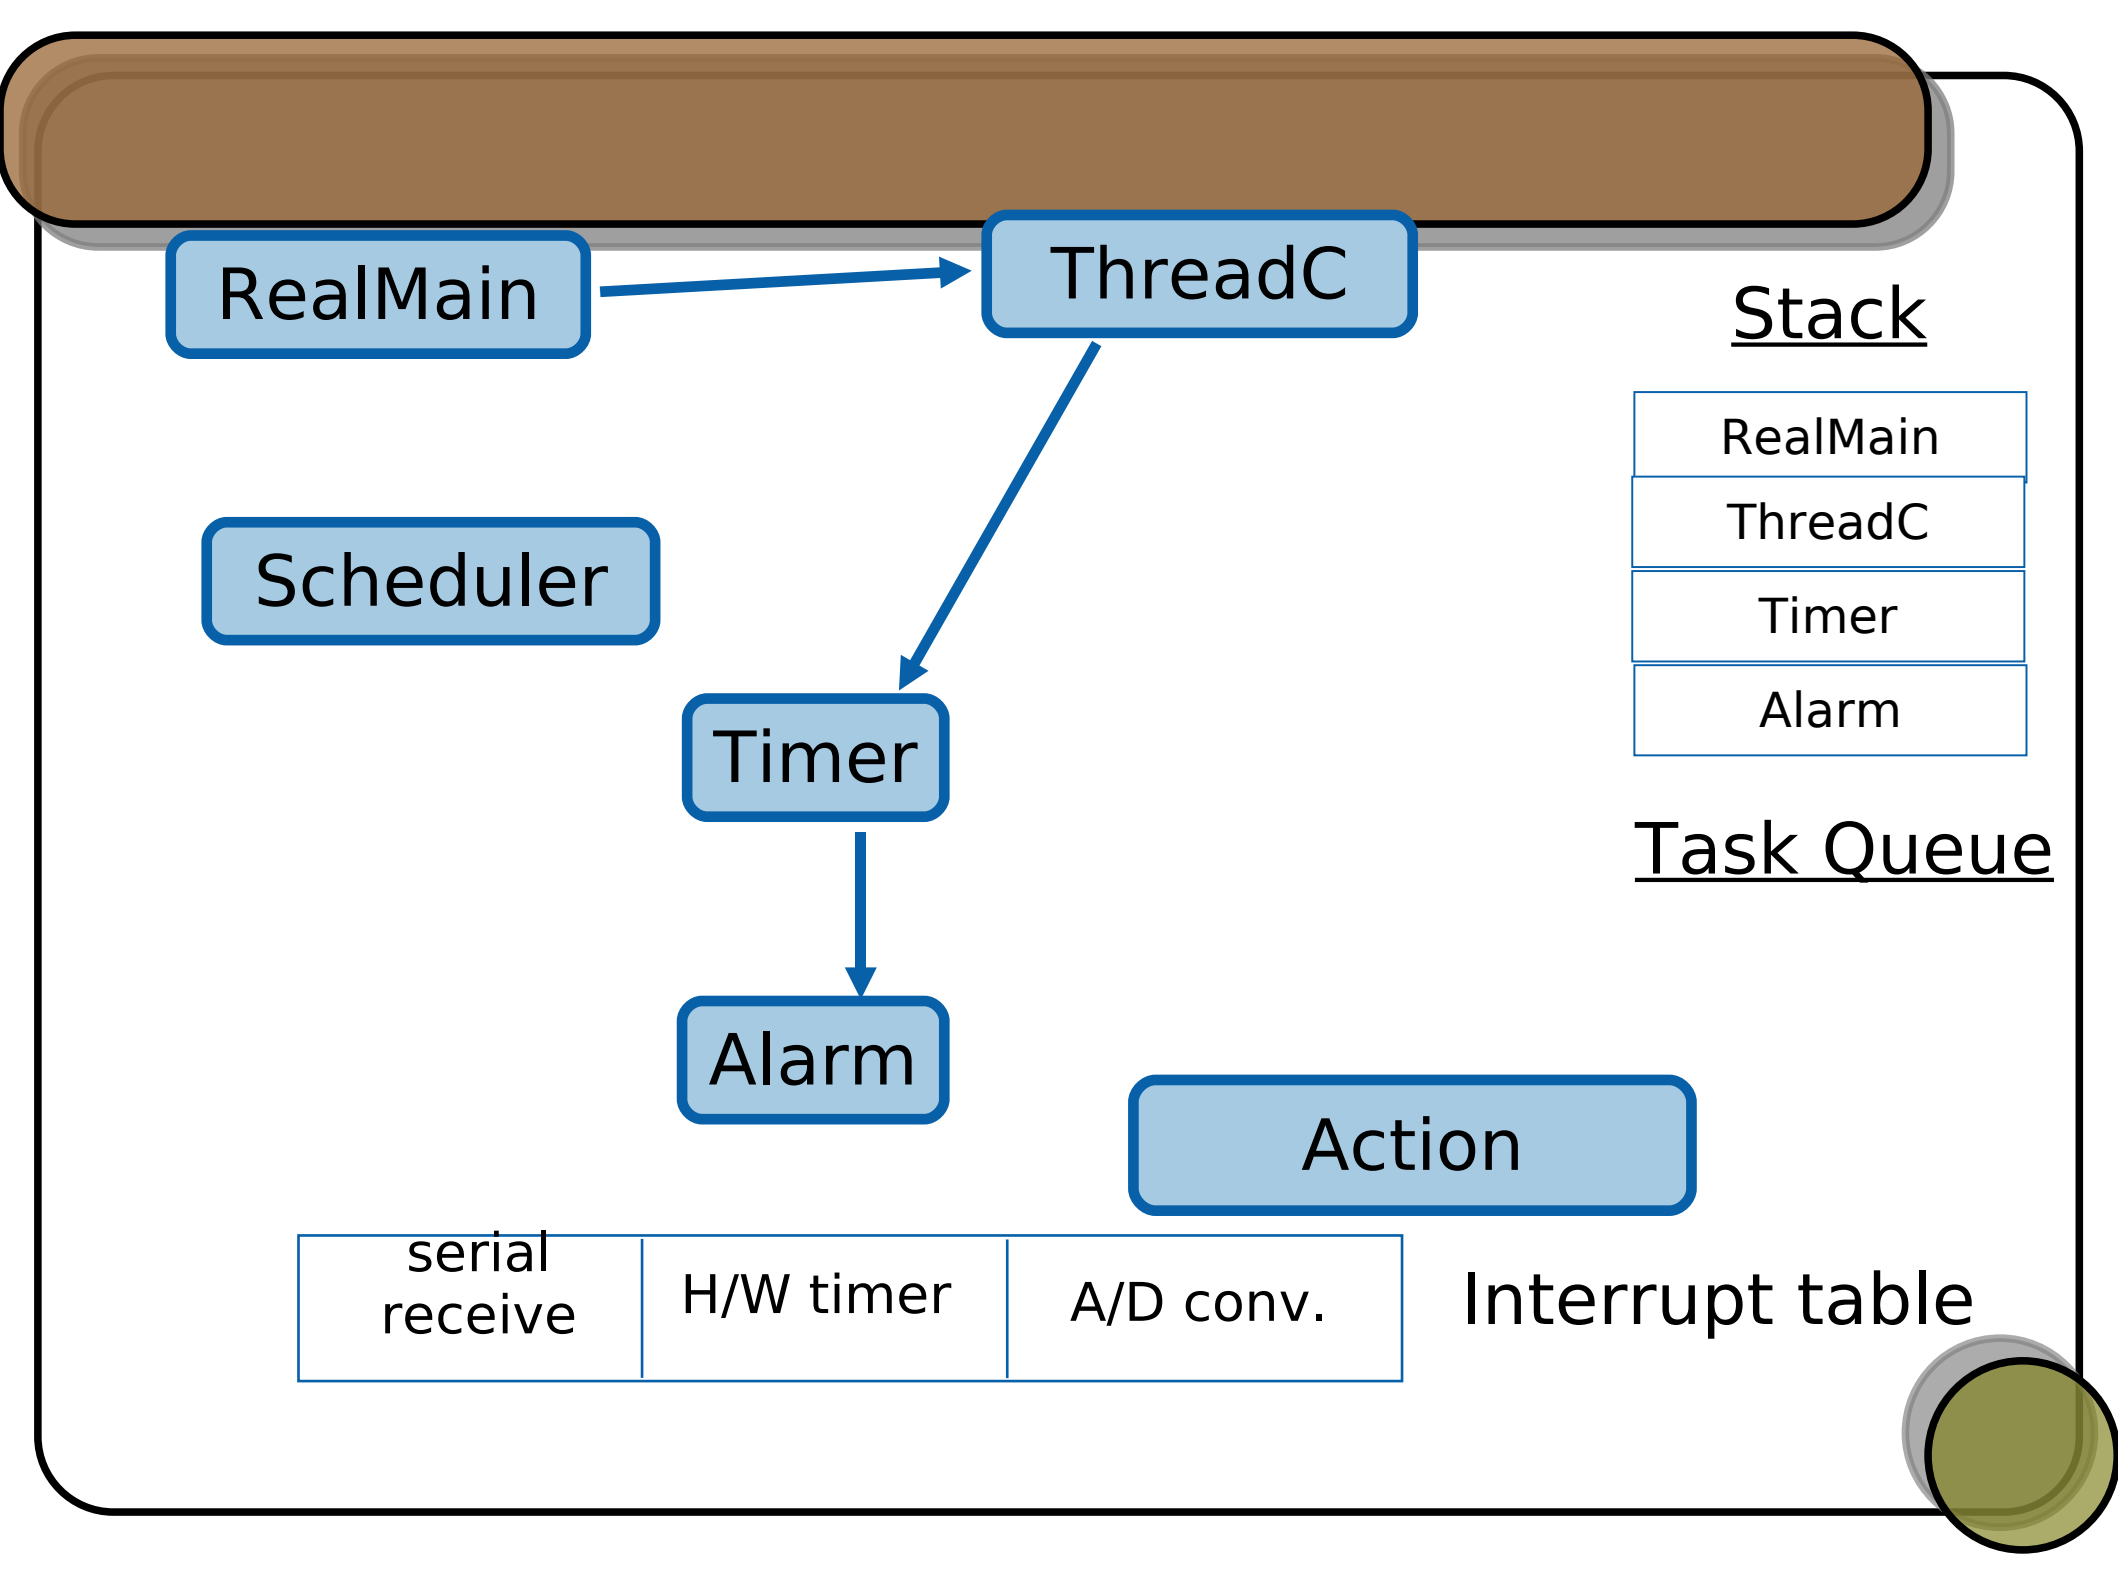 RealMain
ThreadC
Stack
RealMain
ThreadC
Scheduler
Timer
Alarm
Timer
Task Queue
Alarm
Action
serial
receive
H/W timer
A/D conv.
Interrupt table